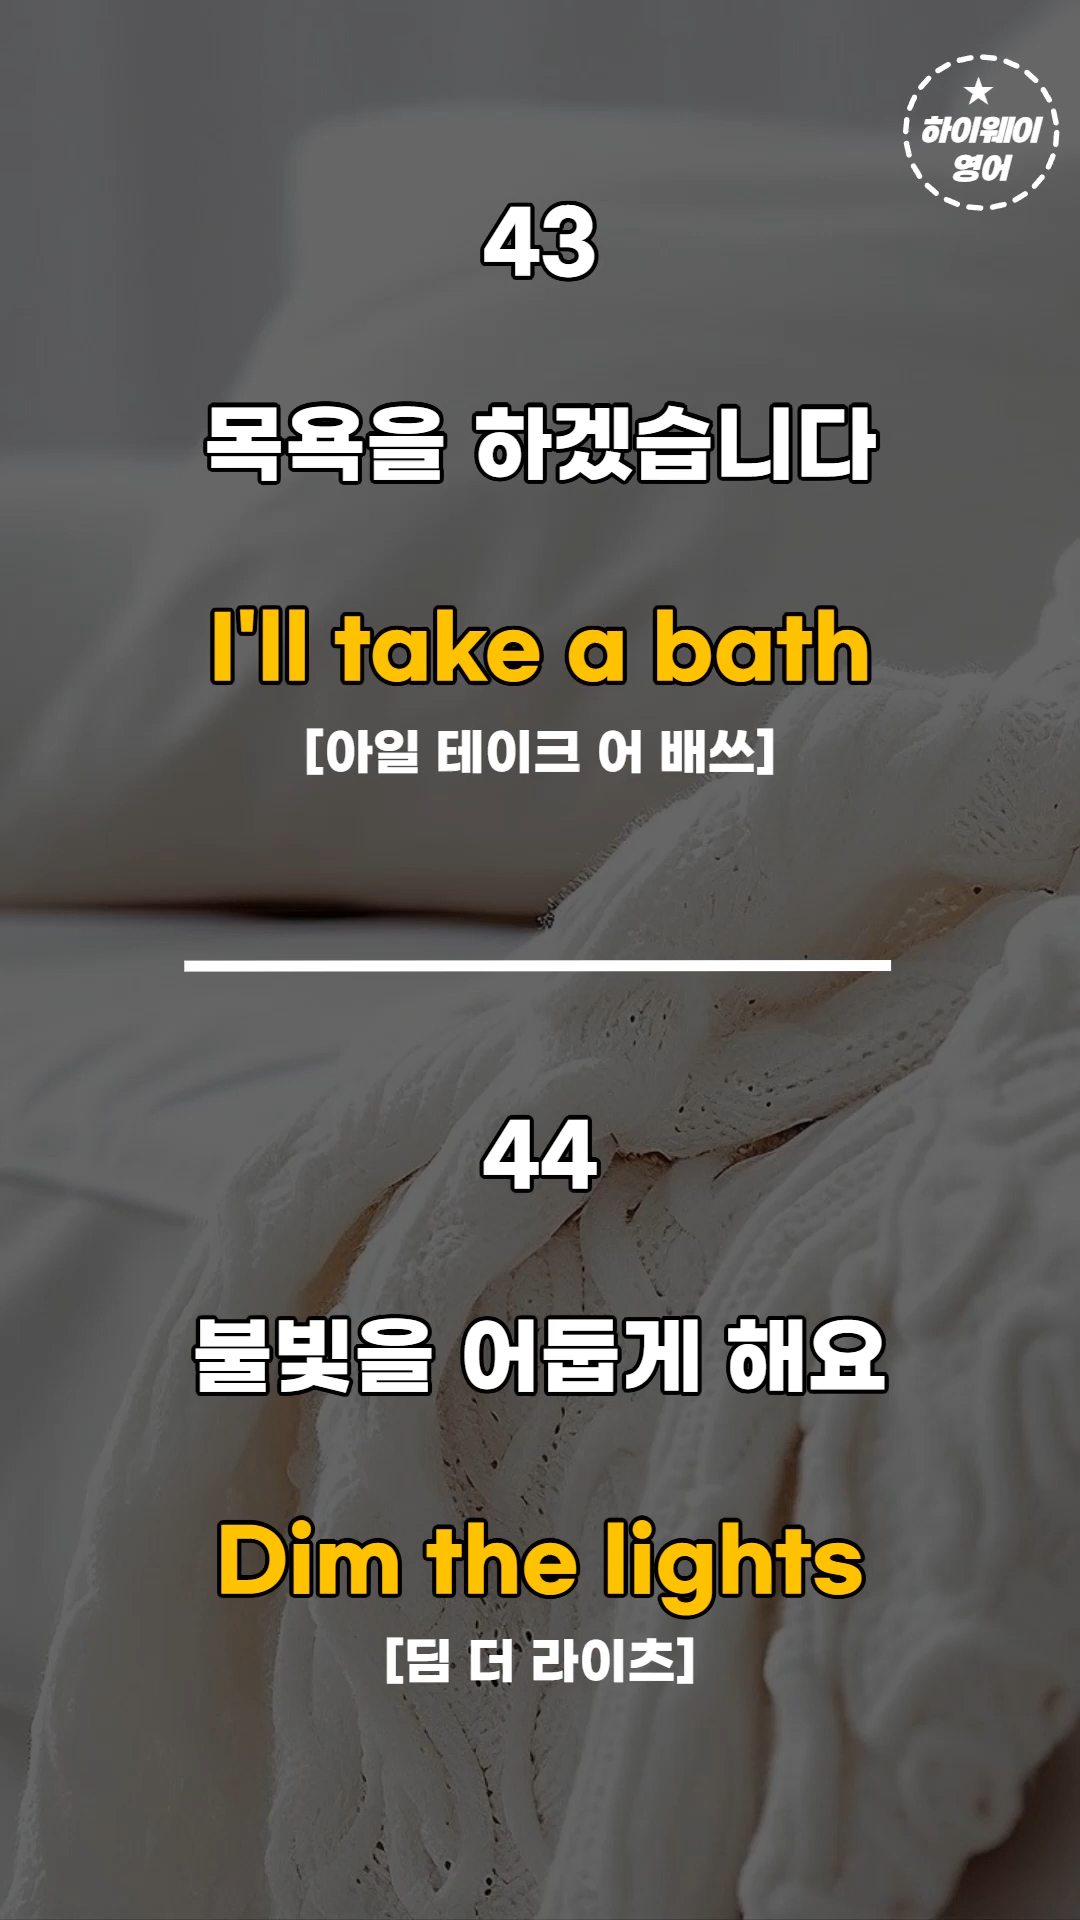 ★
하이웨이
영어
43
목욕을 하겠습니다
I'll take a bath
[아일 테이크 어 배쓰]
44
불빛을 어둡게 해요
Dim the lights
[딤 더 라이츠]